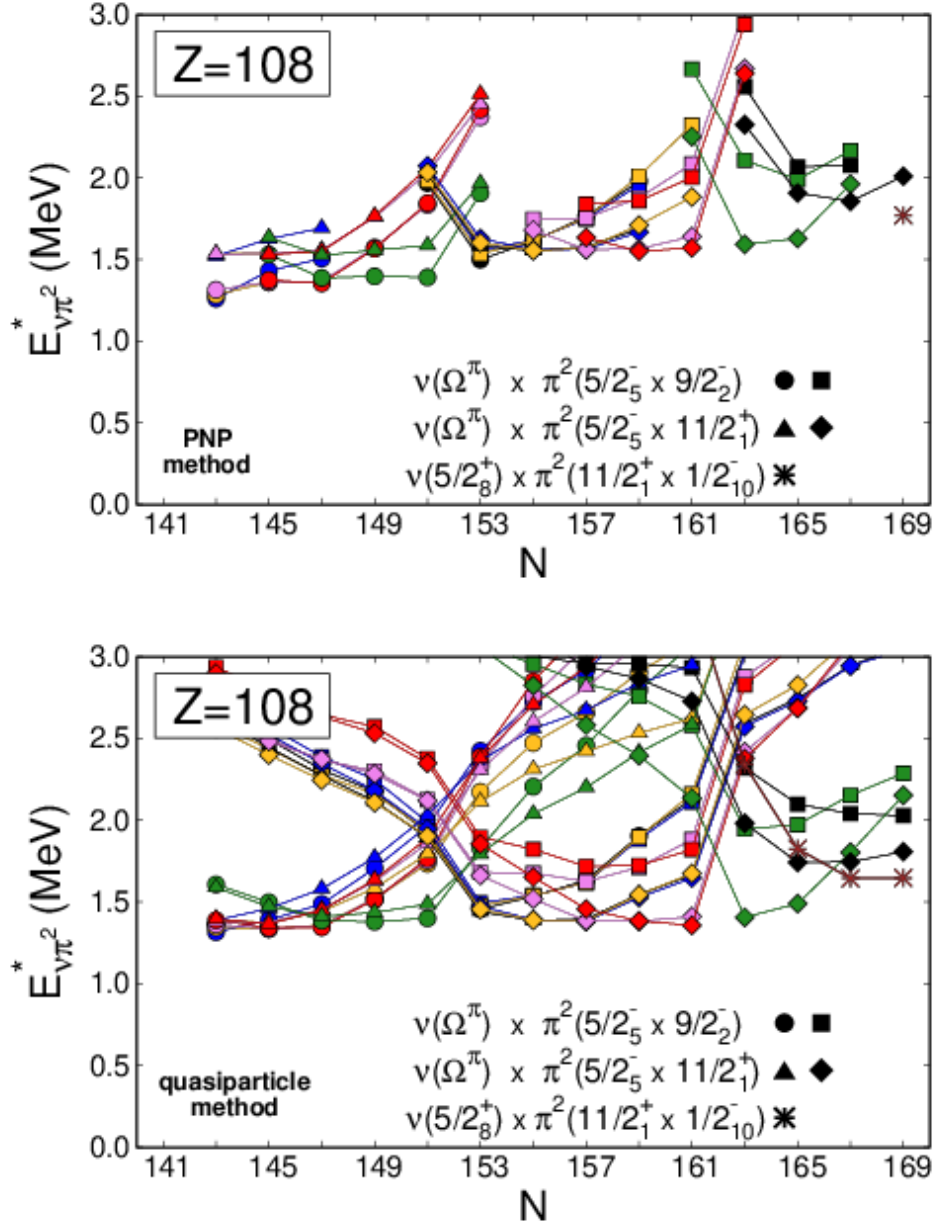 3.0
Z=108
2.5
2.0
1.5
1.0
0.5
0.0
E*νπ² (MeV)
ν(Ω^π) x π²(5/2⁻₅ x 9/2⁻₂)
ν(Ω^π) x π²(5/2⁻₅ x 11/2⁺₁)
ν(5/2⁺₈) x π²(11/2⁺₁ x 1/2⁻₁₀)
PNP
method
141 145 149 153 157 161 165 169
N
3.0
Z=108
2.5
2.0
1.5
1.0
0.5
0.0
E*νπ² (MeV)
ν(Ω^π) x π²(5/2⁻₅ x 9/2⁻₂)
ν(Ω^π) x π²(5/2⁻₅ x 11/2⁺₁)
ν(5/2⁺₈) x π²(11/2⁺₁ x 1/2⁻₁₀)
quasiparticle
method
141 145 149 153 157 161 165 169
N